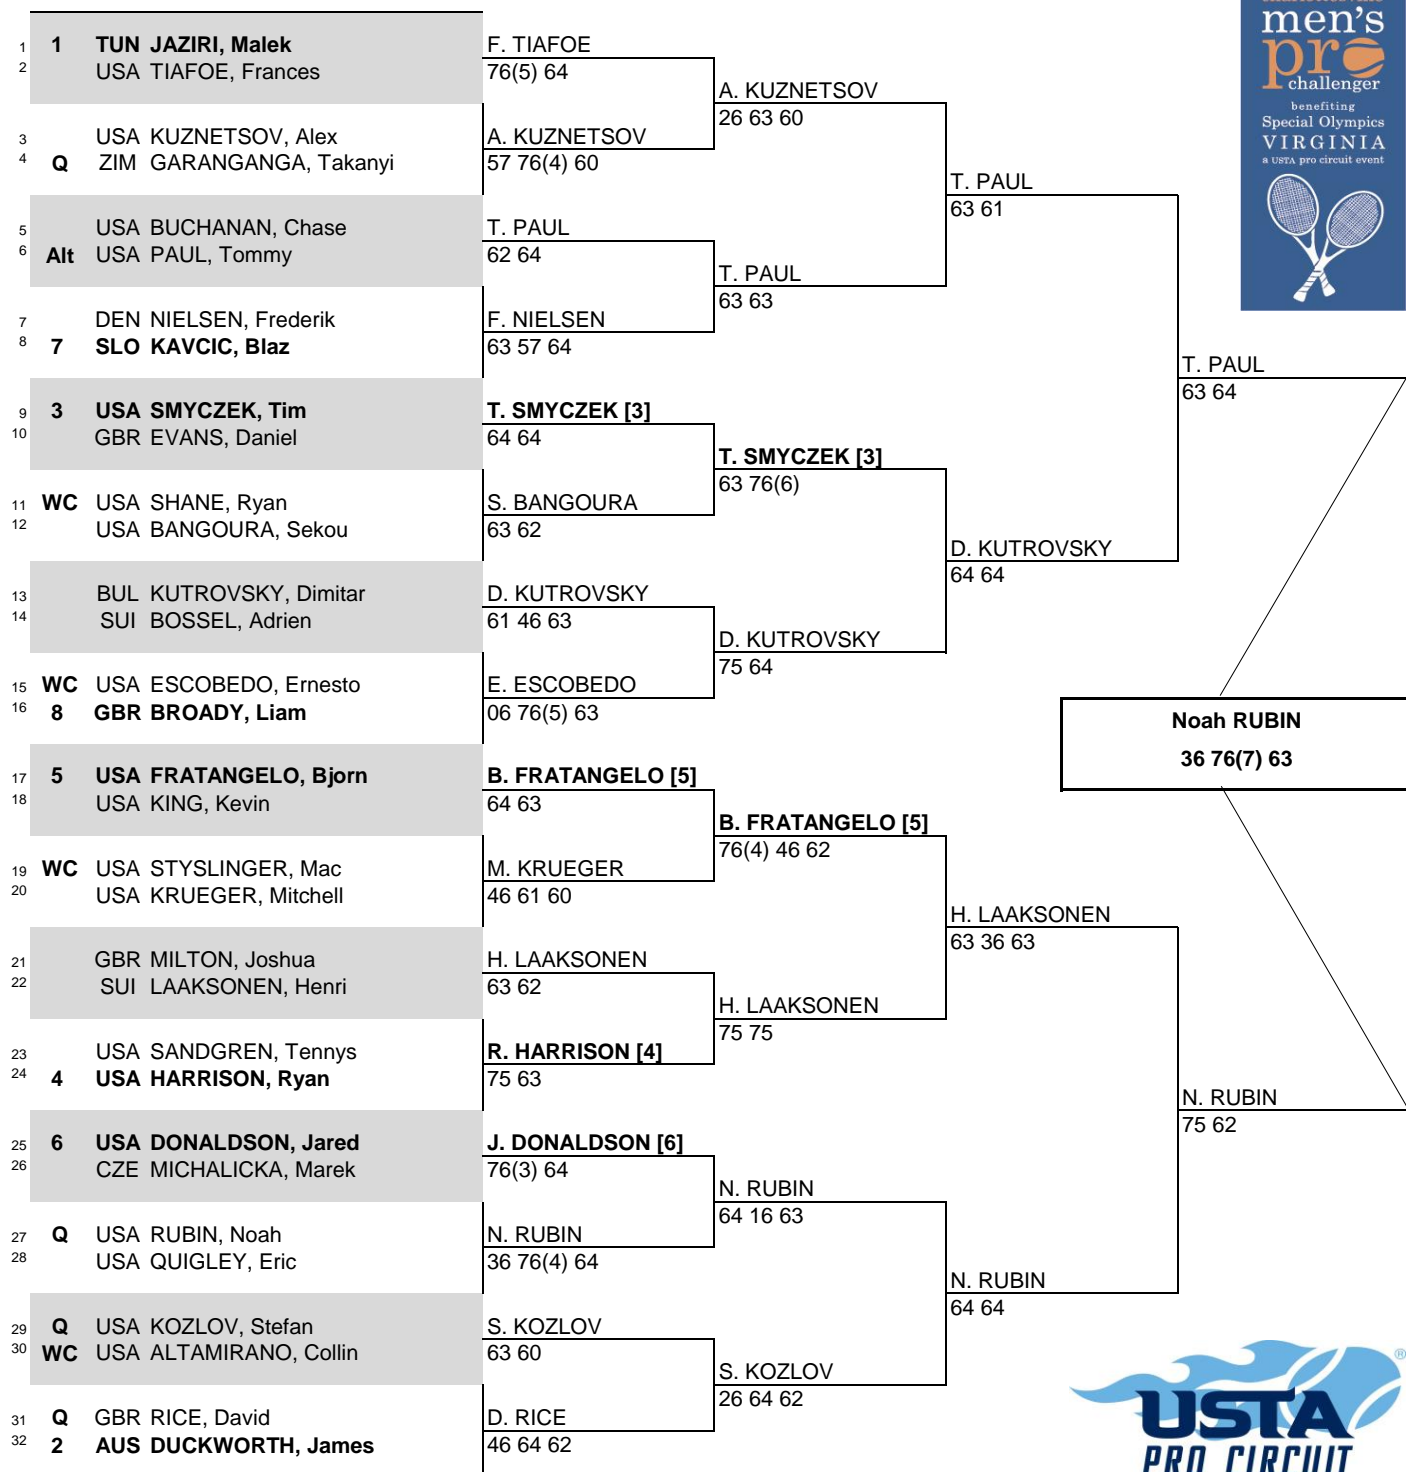 1 1 TUN JAZIRI, Malek
2 USA TIAFOE, Frances
3 USA KUZNETSOV, Alex
4 Q ZIM GARANGANGA, Takanyi
5 USA BUCHANAN, Chase
6 Alt USA PAUL, Tommy
7 DEN NIELSEN, Frederik
8 7 SLO KAVCIC, Blaz
9 3 USA SMYCZEK, Tim
10 GBR EVANS, Daniel
11 WC USA SHANE, Ryan
12 USA BANGOURA, Sekou
13 BUL KUTROVSKY, Dimitar
14 SUI BOSSEL, Adrien
15 WC USA ESCOBEDO, Ernesto
16 8 GBR BROADY, Liam
17 5 USA FRATANGELO, Bjorn
18 USA KING, Kevin
19 WC USA STYSLINGER, Mac
20 USA KRUEGER, Mitchell
21 GBR MILTON, Joshua
22 SUI LAAKSONEN, Henri
23 USA SANDGREN, Tennys
24 4 USA HARRISON, Ryan
25 6 USA DONALDSON, Jared
26 CZE MICHALICKA, Marek
27 Q USA RUBIN, Noah
28 USA QUIGLEY, Eric
29 Q USA KOZLOV, Stefan
30 WC USA ALTAMIRANO, Collin
31 Q GBR RICE, David
32 2 AUS DUCKWORTH, James
F. TIAFOE
76(5) 64
A. KUZNETSOV
57 76(4) 60
T. PAUL
62 64
F. NIELSEN
63 57 64
T. SMYCZEK [3]
64 64
S. BANGOURA
63 62
D. KUTROVSKY
61 46 63
E. ESCOBEDO
06 76(5) 63
B. FRATANGELO [5]
64 63
M. KRUEGER
46 61 60
H. LAAKSONEN
63 62
R. HARRISON [4]
75 63
J. DONALDSON [6]
76(3) 64
N. RUBIN
36 76(4) 64
S. KOZLOV
63 60
D. RICE
46 64 62
A. KUZNETSOV
26 63 60
T. PAUL
63 63
T. SMYCZEK [3]
63 76(6)
D. KUTROVSKY
75 64
B. FRATANGELO [5]
76(4) 46 62
H. LAAKSONEN
75 75
N. RUBIN
64 16 63
S. KOZLOV
26 64 62
T. PAUL
63 61
D. KUTROVSKY
64 64
H. LAAKSONEN
63 36 63
N. RUBIN
64 64
T. PAUL
63 64
N. RUBIN
75 62
Noah RUBIN
36 76(7) 63
men's
pro
challenger
benefiting
Special Olympics
VIRGINIA
a USTA pro circuit event
USTA
®
PRO CIRCUIT